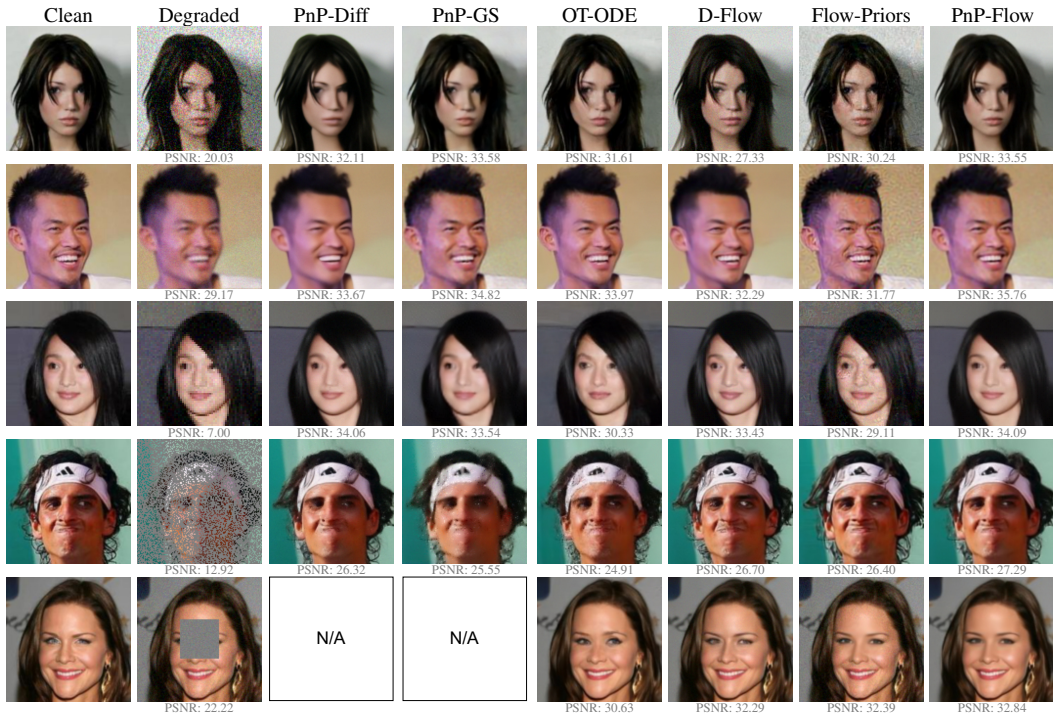 Clean Degraded PnP-Diff PnP-GS OT-ODE D-Flow Flow-Priors PnP-Flow
PSNR: 20.03 PSNR: 32.11 PSNR: 33.58 PSNR: 31.61 PSNR: 27.33 PSNR: 30.24 PSNR: 33.55
PSNR: 29.17 PSNR: 33.67 PSNR: 34.82 PSNR: 33.97 PSNR: 32.29 PSNR: 31.77 PSNR: 35.76
PSNR: 7.00 PSNR: 34.06 PSNR: 33.54 PSNR: 30.33 PSNR: 33.43 PSNR: 29.11 PSNR: 34.09
PSNR: 12.92 PSNR: 26.32 PSNR: 25.55 PSNR: 24.91 PSNR: 26.70 PSNR: 26.40 PSNR: 27.29
N/A N/A
PSNR: 22.22 PSNR: 30.63 PSNR: 32.29 PSNR: 32.39 PSNR: 32.84